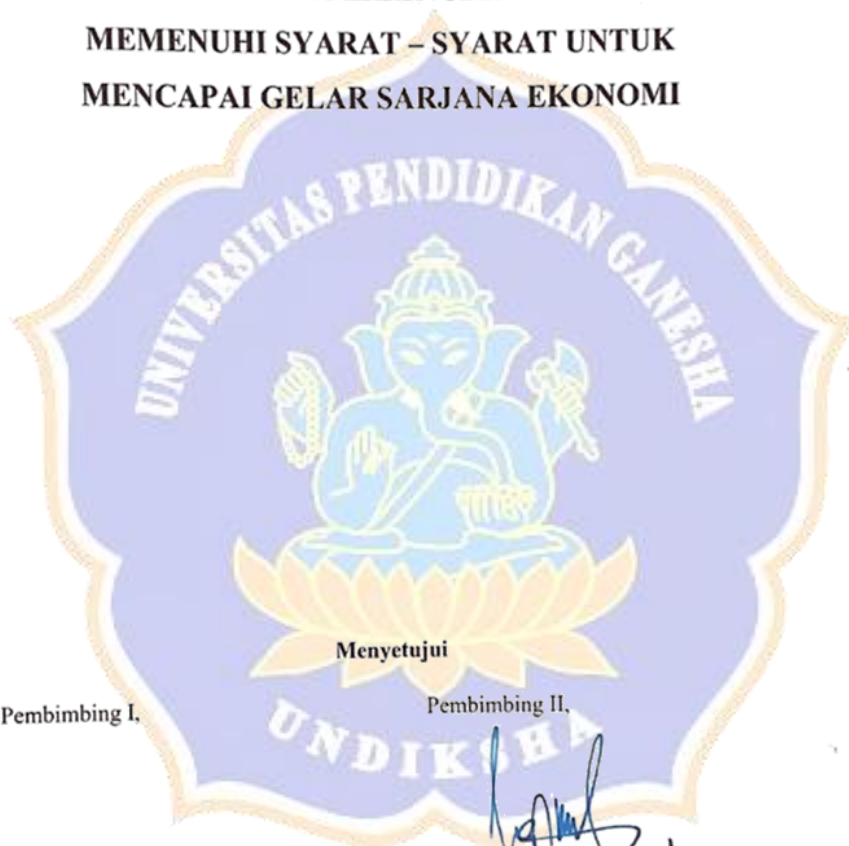 MEMENUHI SYARAT – SYARAT UNTUK
MENCAPAI GELAR SARJANA EKONOMI
UNIVERSITAS PENDIDIKAN GANESHA
Menyetujui
Pembimbing I,
Pembimbing II,
UNDIKSHA